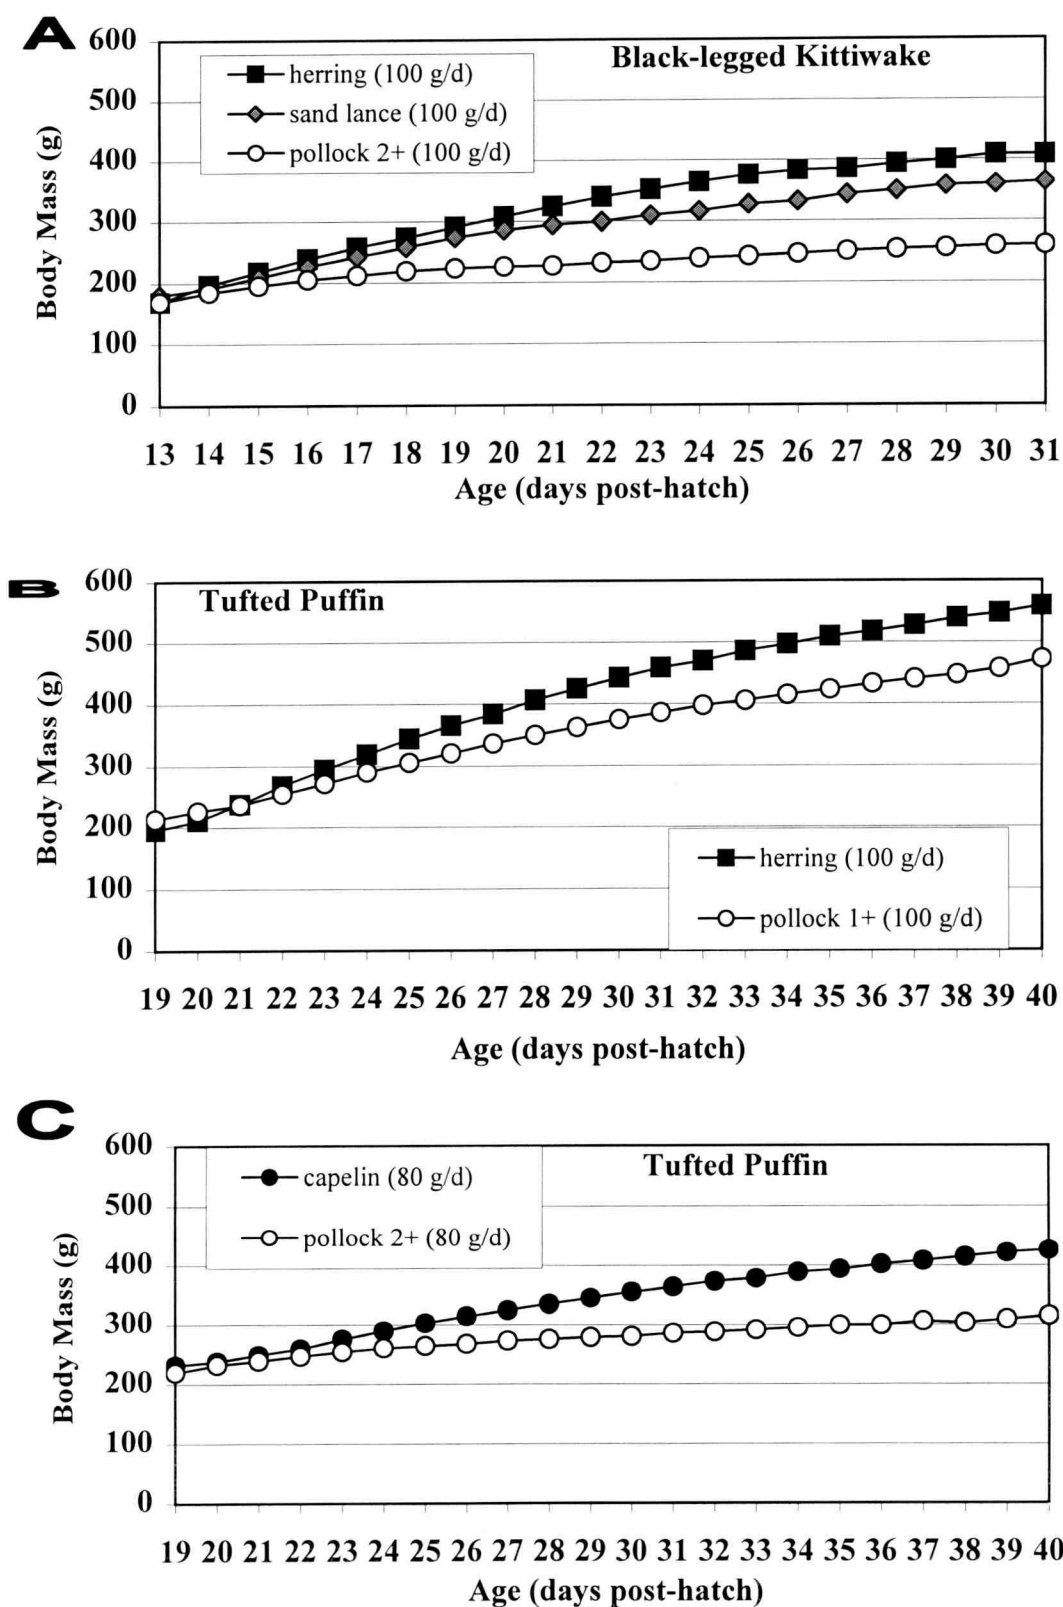 A
Black-legged Kittiwake
herring (100 g/d)
sand lance (100 g/d)
pollock 2+ (100 g/d)
Body Mass (g)
600
500
400
300
200
100
0
13 14 15 16 17 18 19 20 21 22 23 24 25 26 27 28 29 30 31
Age (days post-hatch)
B
Tufted Puffin
herring (100 g/d)
pollock 1+ (100 g/d)
Body Mass (g)
600
500
400
300
200
100
0
19 20 21 22 23 24 25 26 27 28 29 30 31 32 33 34 35 36 37 38 39 40
Age (days post-hatch)
C
Tufted Puffin
capelin (80 g/d)
pollock 2+ (80 g/d)
Body Mass (g)
600
500
400
300
200
100
0
19 20 21 22 23 24 25 26 27 28 29 30 31 32 33 34 35 36 37 38 39 40
Age (days post-hatch)